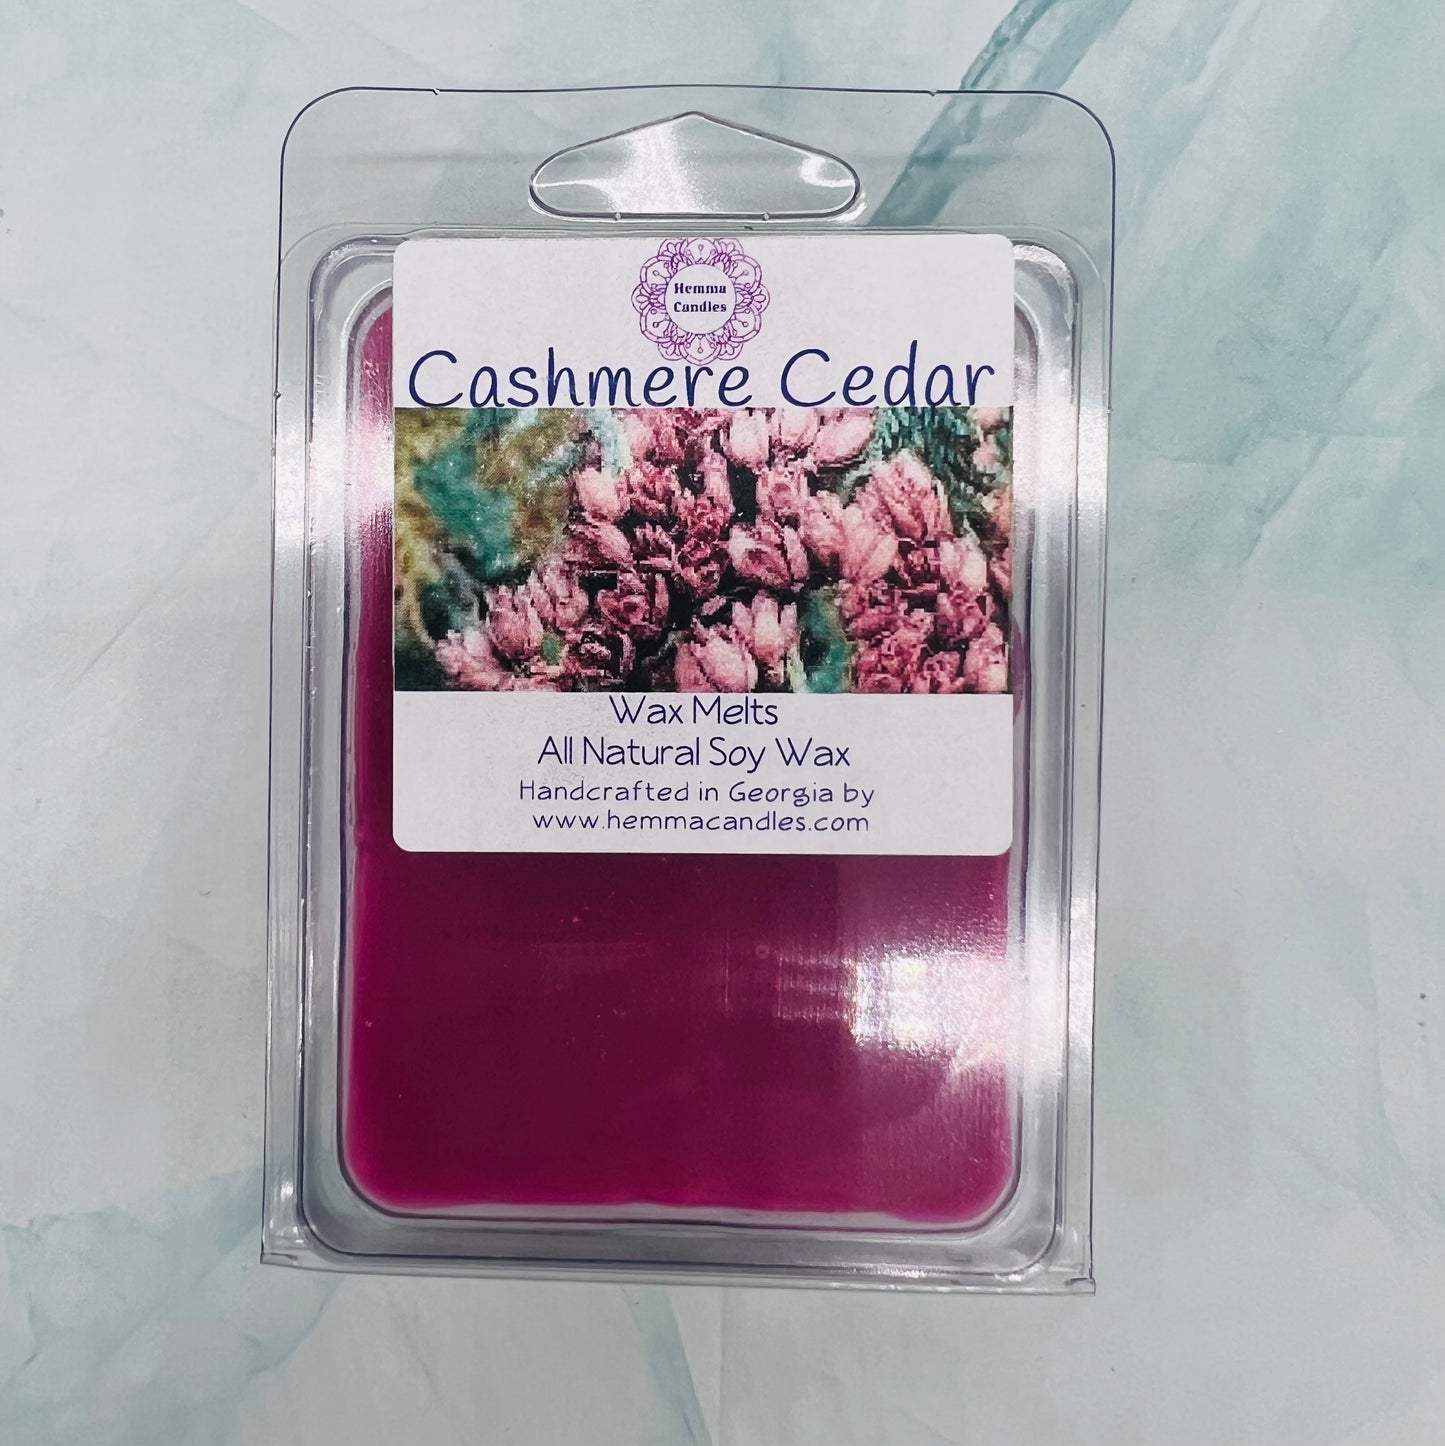 Hemma
Candles
Cashmere Cedar
Wax Melts
All Natural Soy Wax
Handcrafted in Georgia by
www.hemmacandles.com